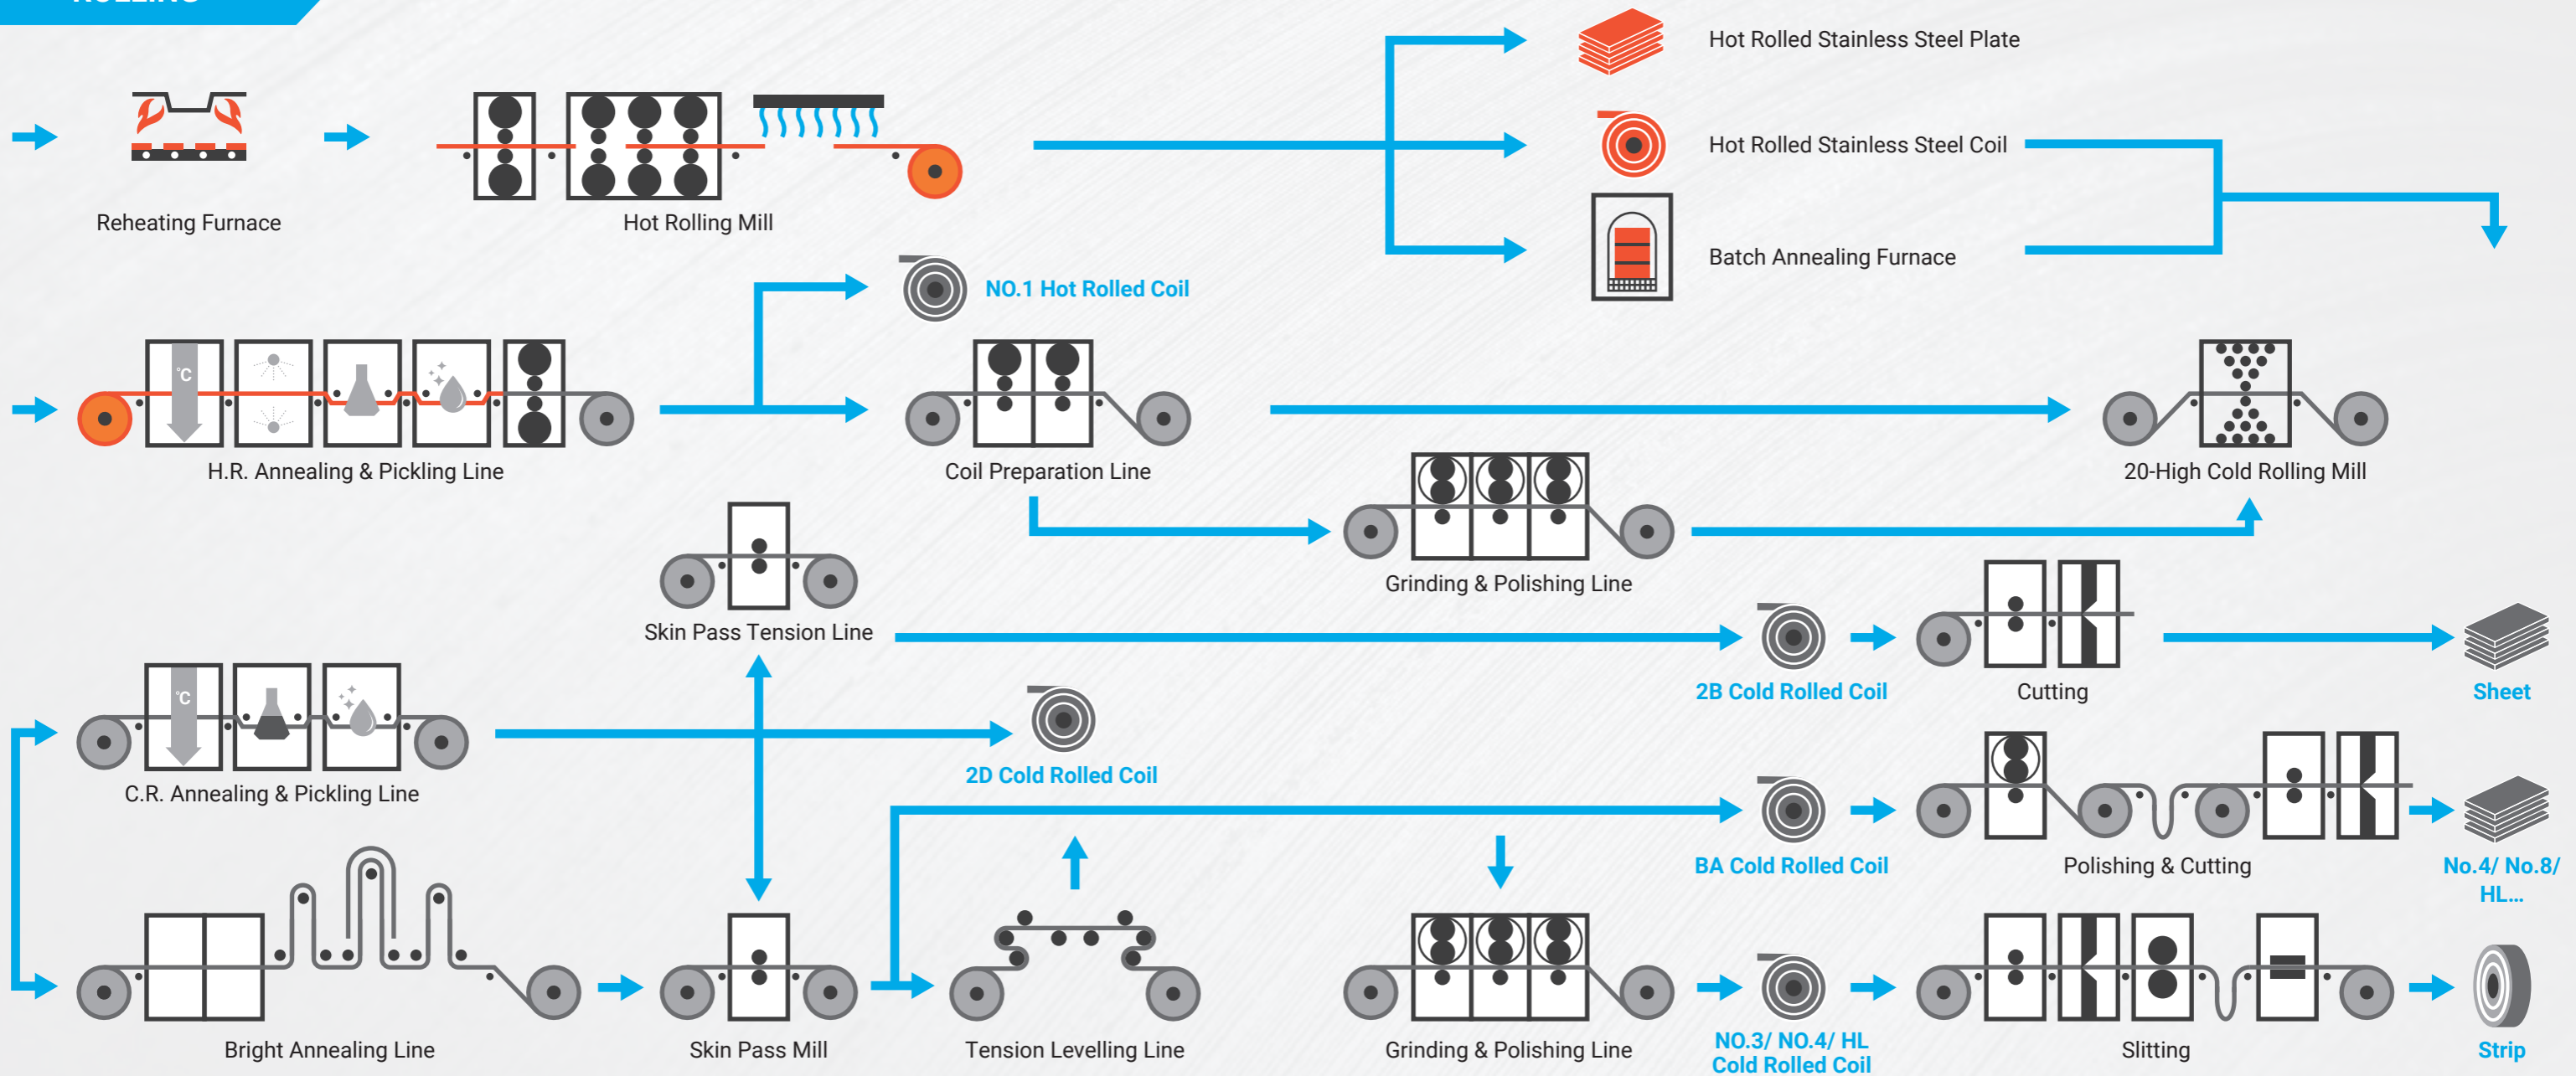 ROLLING
Hot Rolled Stainless Steel Plate
Hot Rolled Stainless Steel Coil
Reheating Furnace
Hot Rolling Mill
Batch Annealing Furnace
NO.1 Hot Rolled Coil
°C
H.R. Annealing & Pickling Line
Coil Preparation Line
20-High Cold Rolling Mill
Grinding & Polishing Line
Skin Pass Tension Line
2B Cold Rolled Coil
Cutting
Sheet
°C
C.R. Annealing & Pickling Line
2D Cold Rolled Coil
BA Cold Rolled Coil
Polishing & Cutting
No.4/ No.8/
HL...
Bright Annealing Line
Skin Pass Mill
Tension Levelling Line
Grinding & Polishing Line
NO.3/ NO.4/ HL
Cold Rolled Coil
Slitting
Strip